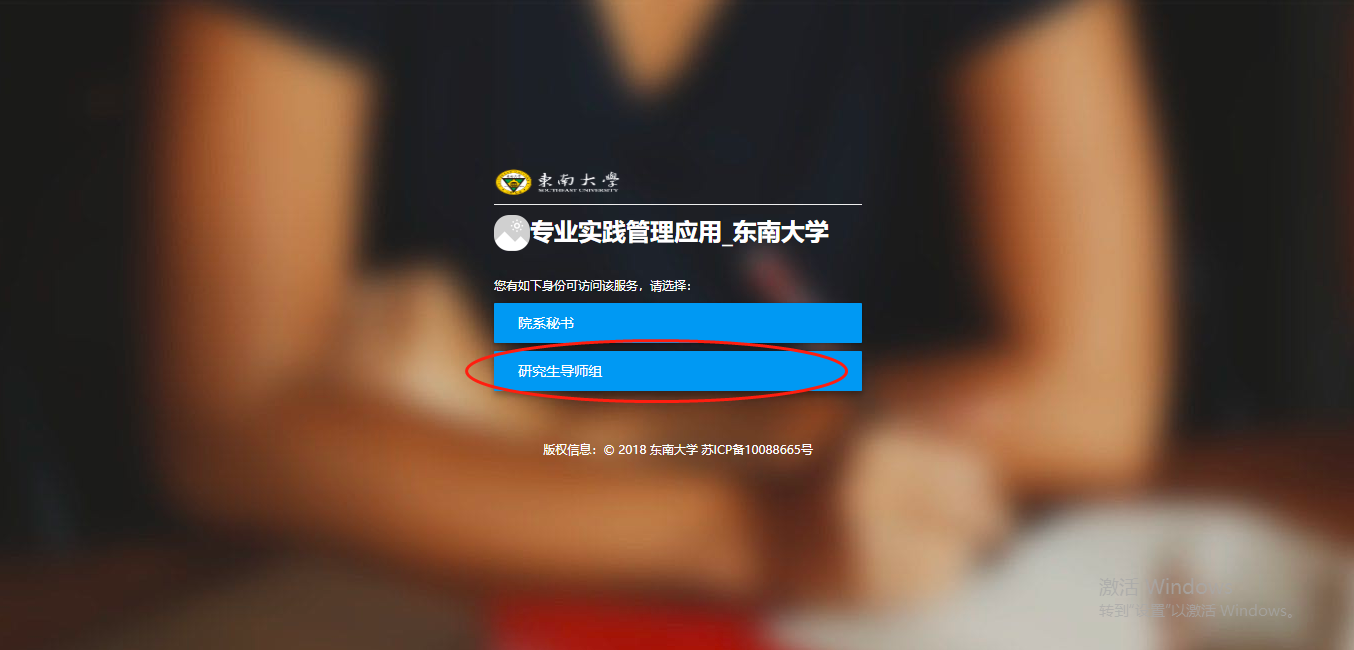 東南大學
SOUTHEAST UNIVERSITY
专业实践管理应用_东南大学
您有如下身份可访问该服务，请选择：
院系秘书
研究生导师组
版权信息：© 2018 东南大学 苏ICP备10088665号
激活 Windows
转到"设置"以激活 Windows。